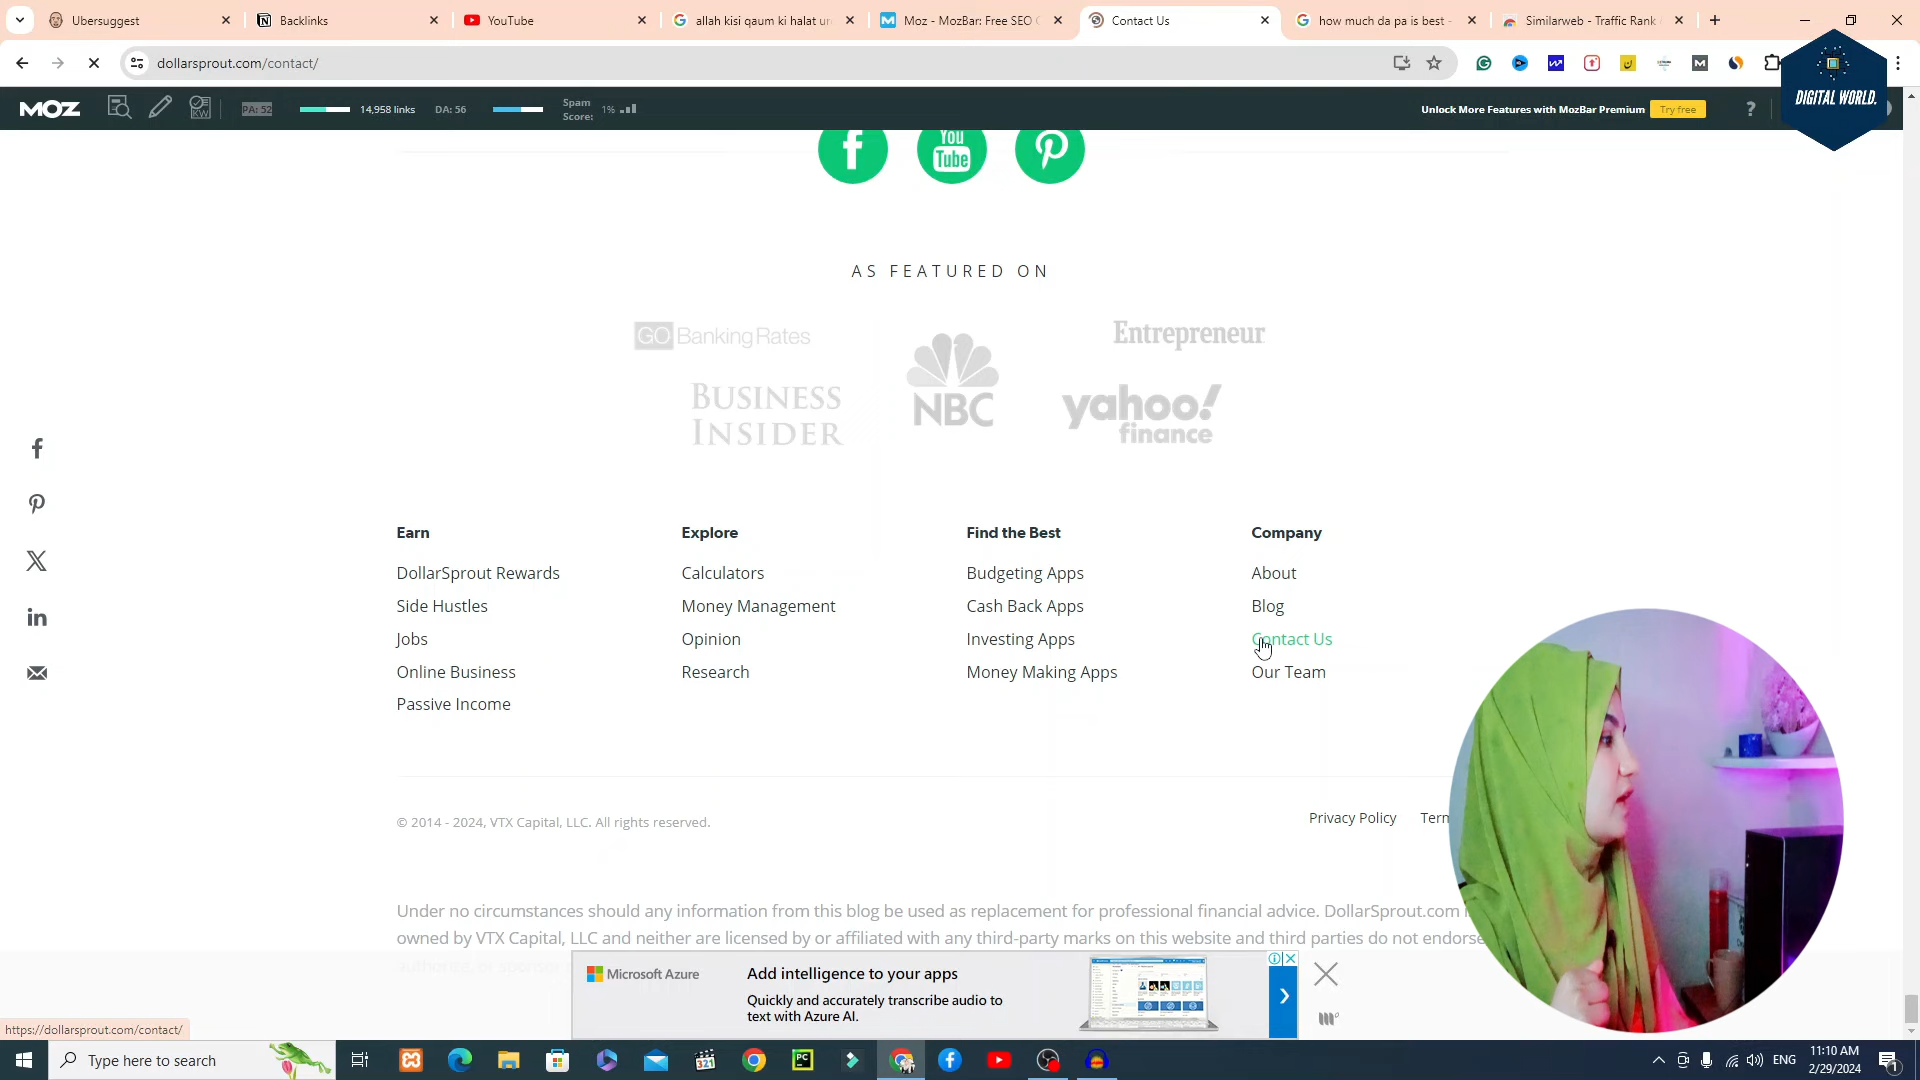 Ubersuggest
Backlinks
YouTube
allah kisi qaum ki halat
Moz - MozBar: Free SEO
Contact Us
how much da pa is best -
Similarweb - Traffic Rank
dollarsprout.com/contact/
MOZ
KW
PA: 52
14,958 links
DA: 56
Spam
Score:
1%
Unlock More Features with MozBar Premium
Try free
?
DIGITAL WORLD.
You
Tube
AS FEATURED ON
GOBankingRates
NBC
Entrepreneur
BUSINESS
INSIDER
yahoo!
finance
Earn
DollarSprout Rewards
Side Hustles
Jobs
Online Business
Passive Income
Explore
Calculators
Money Management
Opinion
Research
Find the Best
Budgeting Apps
Cash Back Apps
Investing Apps
Money Making Apps
Company
About
Blog
Contact Us
Our Team
© 2014 - 2024, VTX Capital, LLC. All rights reserved.
Privacy Policy
Under no circumstances should any information from this blog be used as replacement for professional financial advice. DollarSprout.com
owned by VTX Capital, LLC and neither are licensed by or affiliated with any third-party marks on this website and third parties do not endorse
Microsoft Azure
Add intelligence to your apps
Quickly and accurately transcribe audio to
text with Azure AI.
https://dollarsprout.com/contact/
Type here to search
321
PC
ENG
11:10 AM
2/29/2024
1